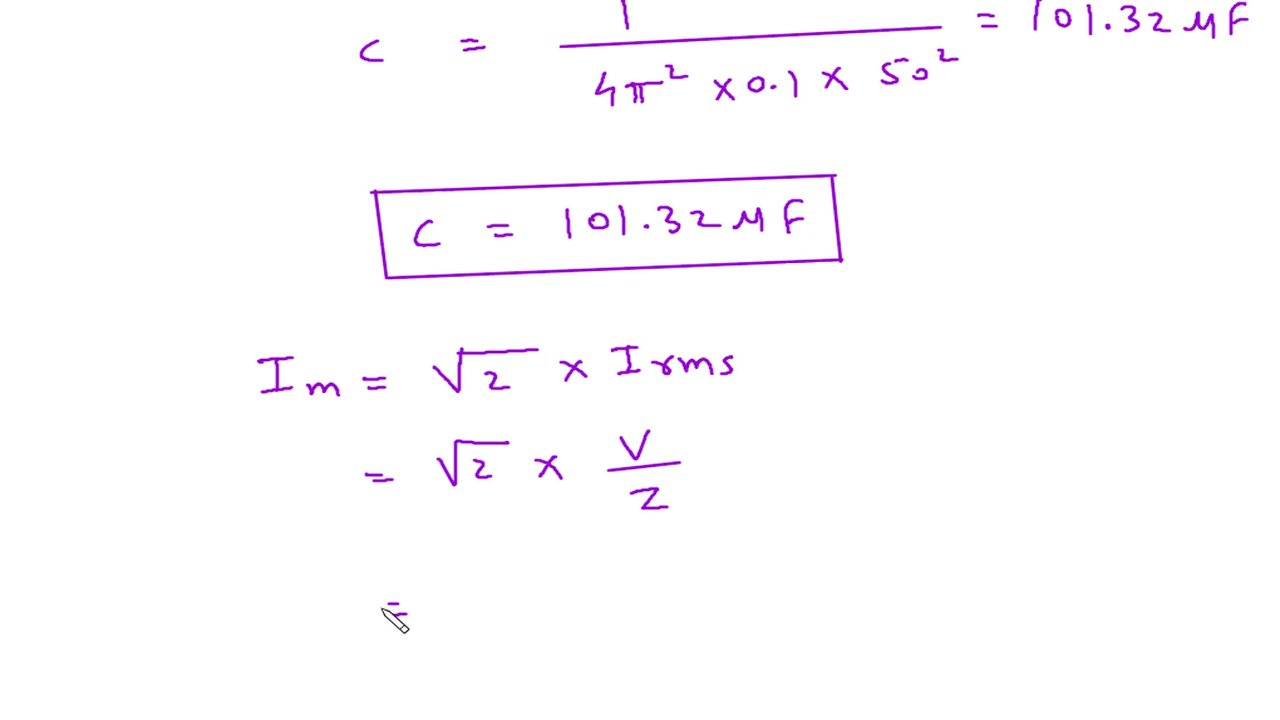 C = 1 / 4π² × 0.1 × 50² = 101.32 μF
C = 101.32 μF
Im = √2 × Irms
= √2 × V / Z
=